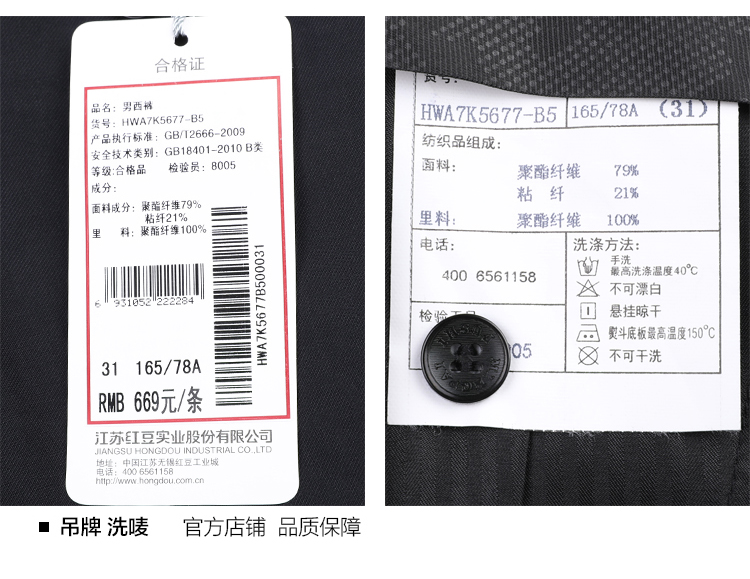 合格证
品名: 男西裤
货号: HWA7K5677-B5
产品执行标准: GB/T2666-2009
安全技术类别: GB18401-2010 B类
等级:合格品 检验员: 8005
成分:
面料成分: 聚酯纤维79%
粘纤21%
里 料: 聚酯纤维100%
6 931052 222284
HWA7K5677B500031
31 165/78A
RMB 669元/条
江苏红豆实业股份有限公司
JIANGSU HONGDOU INDUSTRIAL CO.,LTD
地址: 中国江苏无锡红豆工业城
电话: 400 6561158
http://www.hongdou.com
货号:
HWA7K5677-B5 165/78A (31)
纺织品组成:
面料: 聚酯纤维 79%
粘 纤 21%
里料: 聚酯纤维 100%
电话:
400 6561158
洗涤方法:
手洗
最高洗涤温度40℃
不可漂白
悬挂晾干
熨斗底板最高温度150℃
不可干洗
005
吊牌 洗唛 官方店铺 品质保障